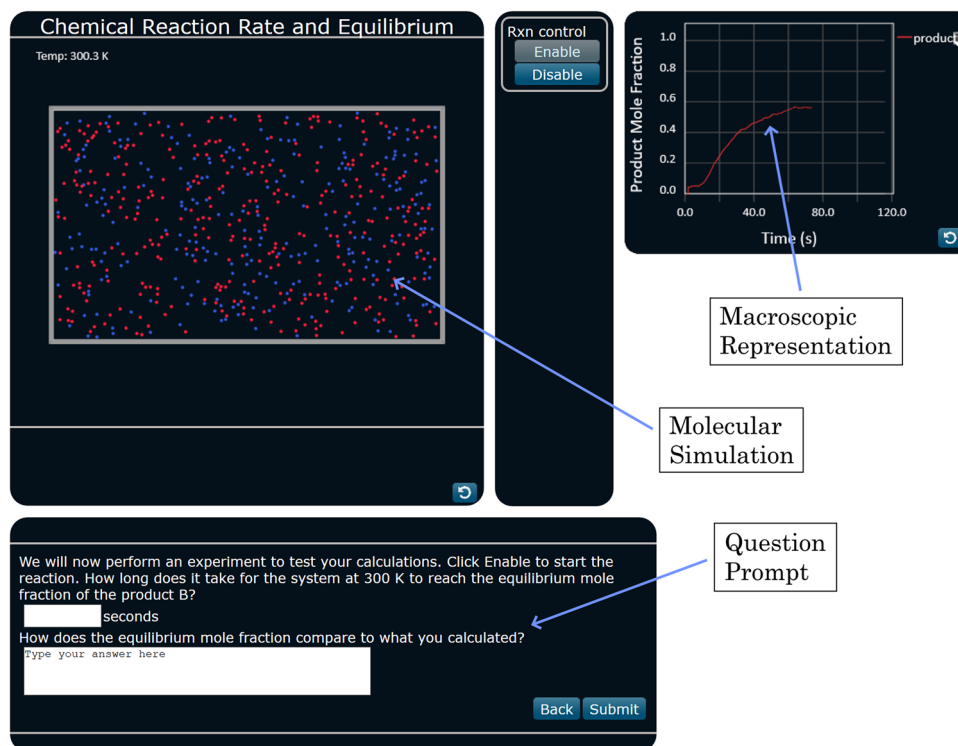 Chemical Reaction Rate and Equilibrium
Temp: 300.3 K
Rxn control
Enable
Disable
Product Mole Fraction
1.0
0.8
0.6
0.4
0.2
0.0
0.0 40.0 80.0 120.0
Time (s)
product
Macroscopic
Representation
Molecular
Simulation
Question
Prompt
We will now perform an experiment to test your calculations. Click Enable to start the
reaction. How long does it take for the system at 300 K to reach the equilibrium mole
fraction of the product B?
seconds
How does the equilibrium mole fraction compare to what you calculated?
Type your answer here
Back Submit